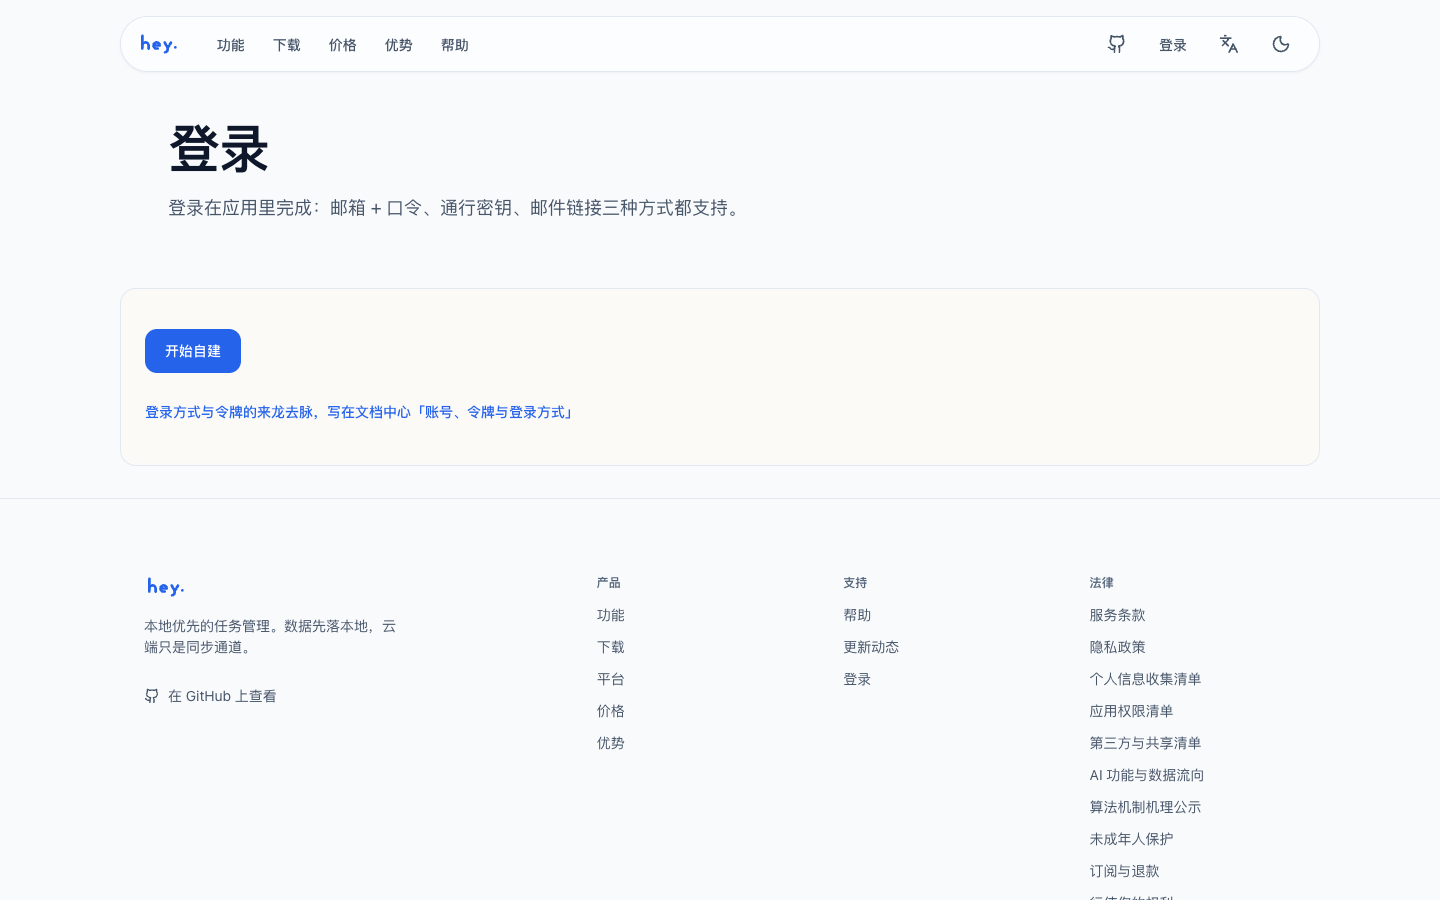 hey.
功能
下载
价格
优势
帮助
登录
登录
登录在应用里完成：邮箱 + 口令、通行密钥、邮件链接三种方式都支持。
开始自建
登录方式与令牌的来龙去脉，写在文档中心「账号、令牌与登录方式」
hey.
本地优先的任务管理。数据先落本地，云
端只是同步通道。
在 GitHub 上查看
产品
功能
下载
平台
价格
优势
支持
帮助
更新动态
登录
法律
服务条款
隐私政策
个人信息收集清单
应用权限清单
第三方与共享清单
AI 功能与数据流向
算法机制机理公示
未成年人保护
订阅与退款